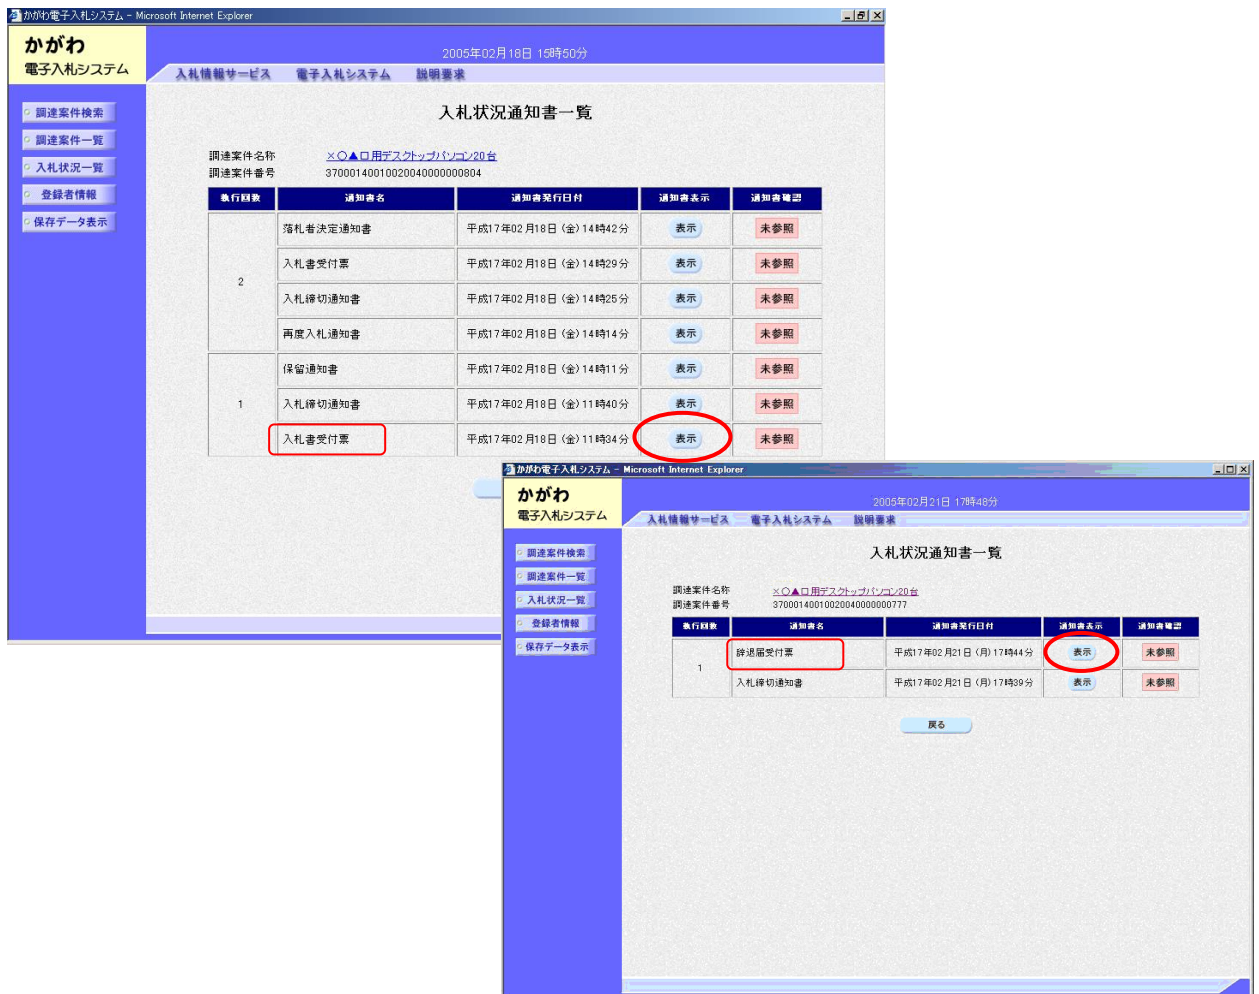 かがわ電子入札システム - Microsoft Internet Explorer
かがわ
電子入札システム
2005年02月18日 15時50分
入札情報サービス 電子入札システム 説明要求
調達案件検索
調達案件一覧
入札状況一覧
登録者情報
保存データ表示
入札状況通知書一覧
調達案件名称 ×○▲口用デスクトップパソコン20台
調達案件番号 3700014001002004000000804
執行回数 通知書名 通知書発行日付 通知書表示 通知書確認
2
落札者決定通知書 平成17年02月18日（金）14時42分 表示 未参照
入札書受付票 平成17年02月18日（金）14時29分 表示 未参照
入札締切通知書 平成17年02月18日（金）14時25分 表示 未参照
再度入札通知書 平成17年02月18日（金）14時14分 表示 未参照
1
保留通知書 平成17年02月18日（金）14時11分 表示 未参照
入札締切通知書 平成17年02月18日（金）11時40分 表示 未参照
入札書受付票 平成17年02月18日（金）11時34分 表示 未参照
かがわ電子入札システム - Microsoft Internet Explorer
かがわ
電子入札システム
2005年02月21日 17時48分
入札情報サービス 電子入札システム 説明要求
調達案件検索
調達案件一覧
入札状況一覧
登録者情報
保存データ表示
入札状況通知書一覧
調達案件名称 ×○▲口用デスクトップパソコン20台
調達案件番号 3700014001002004000000777
執行回数 通知書名 通知書発行日付 通知書表示 通知書確認
1
辞退届受付票 平成17年02月21日（月）17時44分 表示 未参照
入札締切通知書 平成17年02月21日（月）17時39分 表示 未参照
戻る